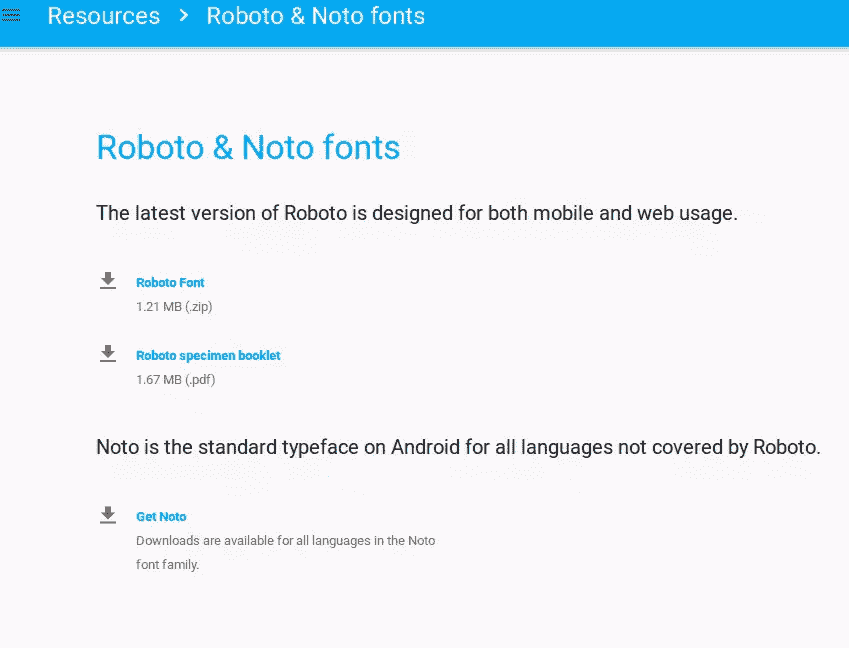 Resources > Roboto & Noto fonts
Roboto & Noto fonts
The latest version of Roboto is designed for both mobile and web usage.
Roboto Font
1.21 MB (.zip)
Roboto specimen booklet
1.67 MB (.pdf)
Noto is the standard typeface on Android for all languages not covered by Roboto.
Get Noto
Downloads are available for all languages in the Noto
font family.